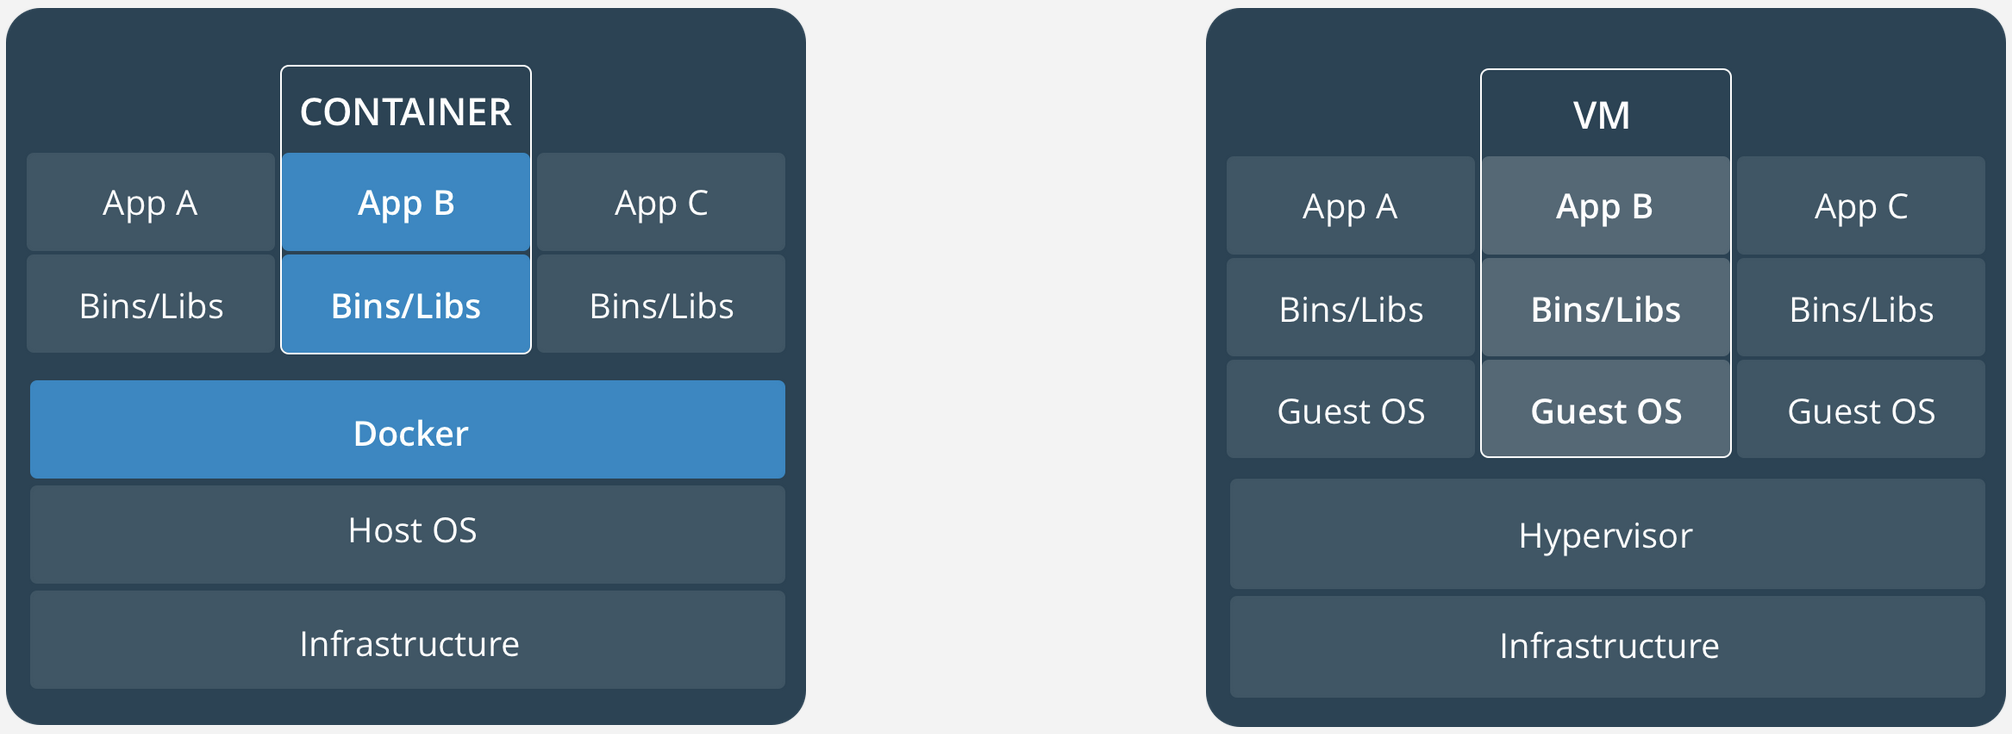 CONTAINER
App A
App B
App C
Bins/Libs
Bins/Libs
Bins/Libs
Docker
Host OS
Infrastructure
VM
App A
App B
App C
Bins/Libs
Bins/Libs
Bins/Libs
Guest OS
Guest OS
Guest OS
Hypervisor
Infrastructure